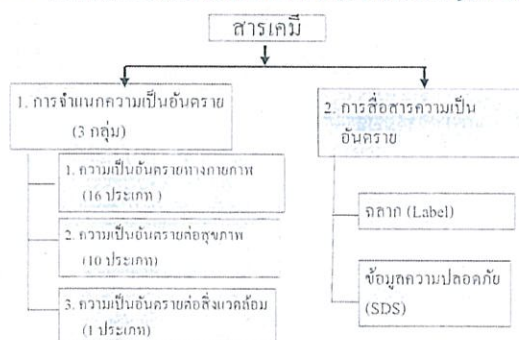 สารเคมี
1. การจำแนกความเป็นอันตราย
(3 กลุ่ม)
1. ความเป็นอันตรายทางกายภาพ
(16 ประเภท )
2. ความเป็นอันตรายต่อสุขภาพ
(10 ประเภท)
3. ความเป็นอันตรายต่อสิ่งแวดล้อม
(1 ประเภท)
2. การสื่อสารความเป็น
อันตราย
ฉลาก (Label)
ข้อมูลความปลอดภัย
(SDS)